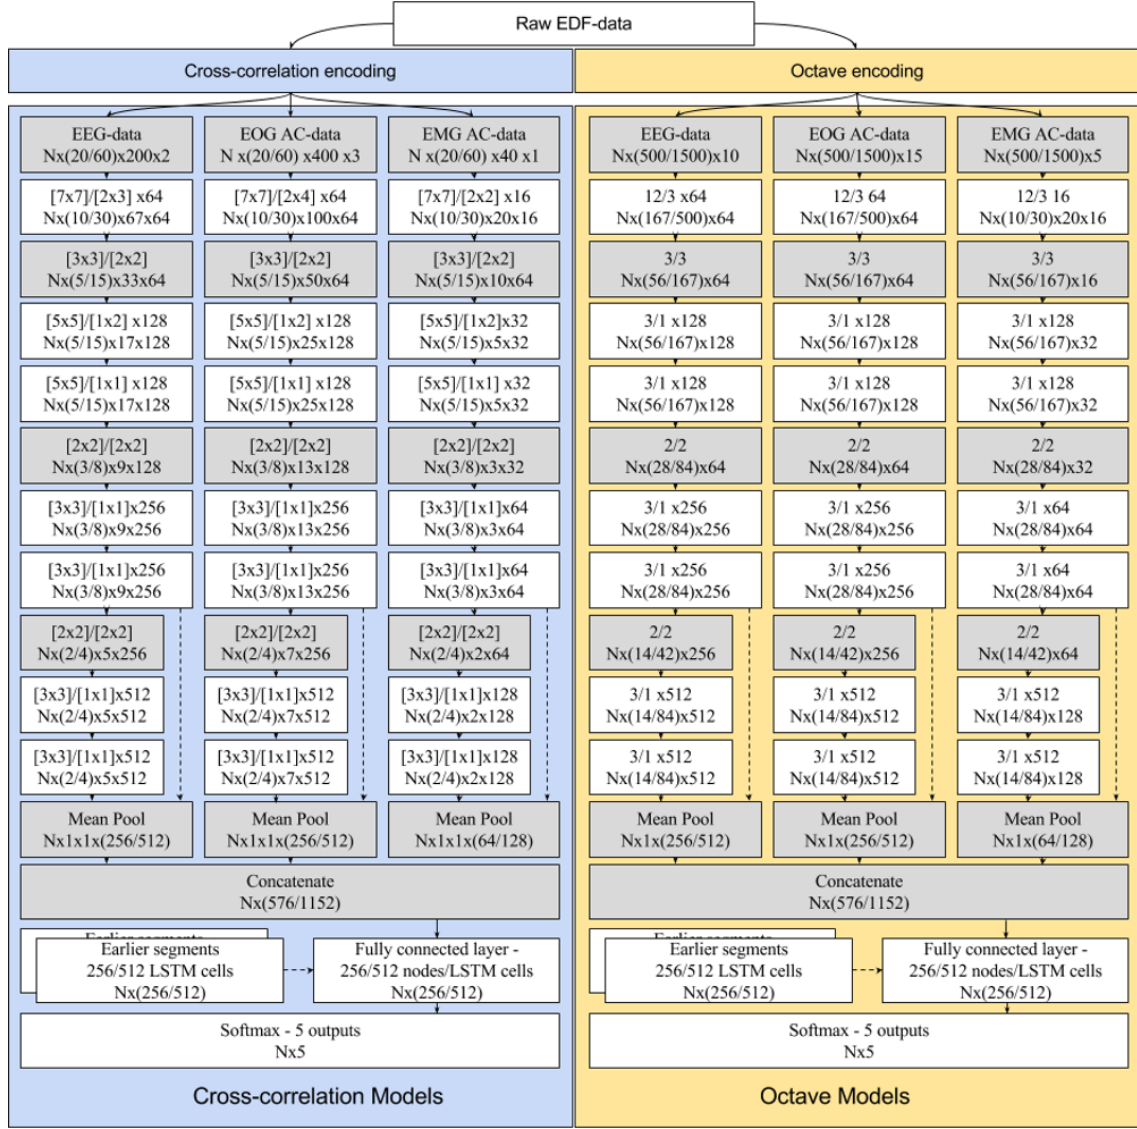 Raw EDF-data
Cross-correlation encoding
EEG-data
Nx(20/60)x200x2
[7x7]/[2x3] x64
Nx(10/30)x67x64
[3x3]/[2x2]
Nx(5/15)x33x64
[5x5]/[1x2] x128
Nx(5/15)x17x128
[5x5]/[1x1] x128
Nx(5/15)x17x128
[2x2]/[2x2]
Nx(3/8)x9x128
[3x3]/[1x1]x256
Nx(3/8)x9x256
[3x3]/[1x1]x256
Nx(3/8)x9x256
[2x2]/[2x2]
Nx(2/4)x5x256
[3x3]/[1x1]x512
Nx(2/4)x5x512
[3x3]/[1x1]x512
Nx(2/4)x5x512
Mean Pool
Nx1x1x(256/512)
EOG AC-data
N x(20/60) x400 x3
[7x7]/[2x4] x64
Nx(10/30)x100x64
[3x3]/[2x2]
Nx(5/15)x50x64
[5x5]/[1x2] x128
Nx(5/15)x25x128
[5x5]/[1x1] x128
Nx(5/15)x25x128
[2x2]/[2x2]
Nx(3/8)x13x128
[3x3]/[1x1]x256
Nx(3/8)x13x256
[3x3]/[1x1]x256
Nx(3/8)x13x256
[2x2]/[2x2]
Nx(2/4)x7x256
[3x3]/[1x1]x512
Nx(2/4)x7x512
[3x3]/[1x1]x512
Nx(2/4)x7x512
Mean Pool
Nx1x1x(256/512)
EMG AC-data
N x(20/60) x40 x1
[7x7]/[2x2] x16
Nx(10/30)x20x16
[3x3]/[2x2]
Nx(5/15)x10x64
[5x5]/[1x2]x32
Nx(5/15)x5x32
[5x5]/[1x1] x32
Nx(5/15)x5x32
[2x2]/[2x2]
Nx(3/8)x3x32
[3x3]/[1x1]x64
Nx(3/8)x3x64
[3x3]/[1x1]x64
Nx(3/8)x3x64
[2x2]/[2x2]
Nx(2/4)x2x64
[3x3]/[1x1]x128
Nx(2/4)x2x128
[3x3]/[1x1]x128
Nx(2/4)x2x128
Mean Pool
Nx1x1x(64/128)
Concatenate
Nx(576/1152)
Earlier segments
Earlier segments
256/512 LSTM cells
Nx(256/512)
Fully connected layer -
256/512 nodes/LSTM cells
Nx(256/512)
Softmax - 5 outputs
Nx5
Cross-correlation Models
Octave encoding
EEG-data
Nx(500/1500)x10
12/3 x64
Nx(167/500)x64
3/3
Nx(56/167)x64
3/1 x128
Nx(56/167)x128
3/1 x128
Nx(56/167)x128
2/2
Nx(28/84)x64
3/1 x256
Nx(28/84)x256
3/1 x256
Nx(28/84)x256
2/2
Nx(14/42)x256
3/1 x512
Nx(14/84)x512
3/1 x512
Nx(14/84)x512
Mean Pool
Nx1x(256/512)
EOG AC-data
Nx(500/1500)x15
12/3 64
Nx(167/500)x64
3/3
Nx(56/167)x64
3/1 x128
Nx(56/167)x128
3/1 x128
Nx(56/167)x128
2/2
Nx(28/84)x64
3/1 x256
Nx(28/84)x256
3/1 x256
Nx(28/84)x256
2/2
Nx(14/42)x256
3/1 x512
Nx(14/84)x512
3/1 x512
Nx(14/84)x512
Mean Pool
Nx1x(256/512)
EMG AC-data
Nx(500/1500)x5
12/3 16
Nx(10/30)x20x16
3/3
Nx(56/167)x16
3/1 x128
Nx(56/167)x32
3/1 x128
Nx(56/167)x32
2/2
Nx(28/84)x32
3/1 x64
Nx(28/84)x64
3/1 x64
Nx(28/84)x64
2/2
Nx(14/42)x64
3/1 x512
Nx(14/84)x128
3/1 x512
Nx(14/84)x128
Mean Pool
Nx1x(64/128)
Concatenate
Nx(576/1152)
Earlier segments
Earlier segments
256/512 LSTM cells
Nx(256/512)
Fully connected layer -
256/512 nodes/LSTM cells
Nx(256/512)
Softmax - 5 outputs
Nx5
Octave Models